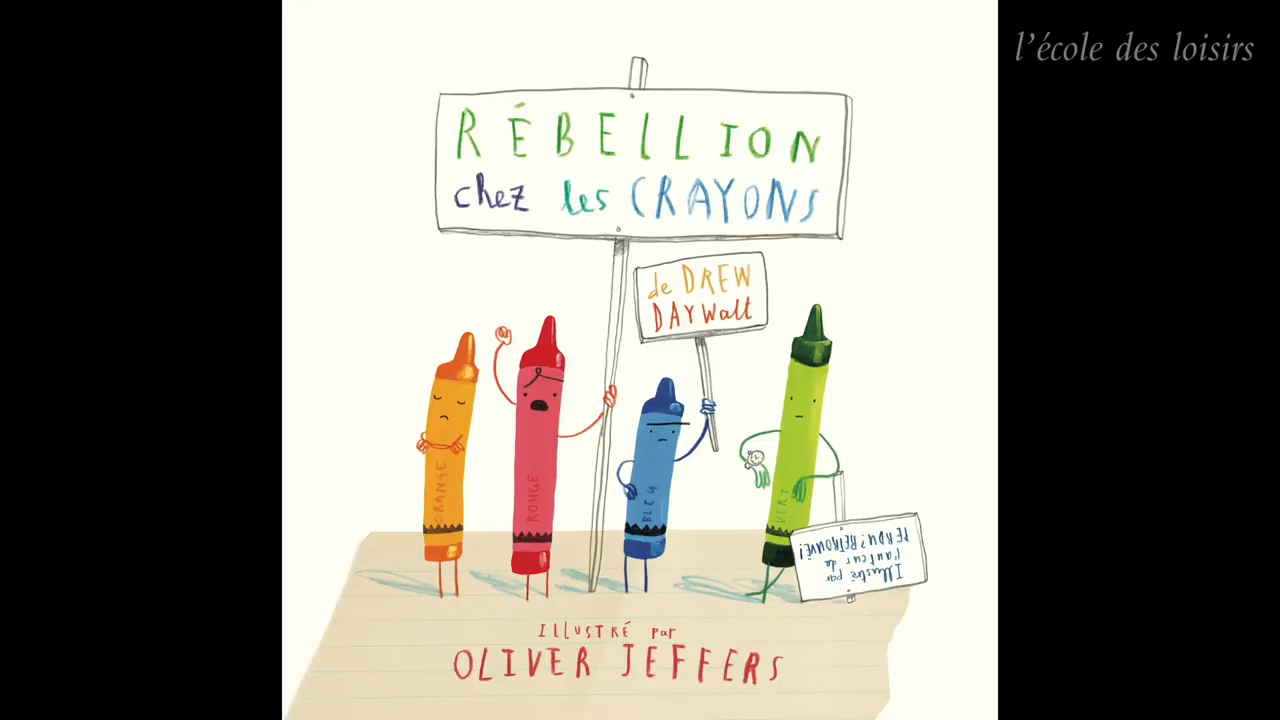 l'école des loisirs
RÉBELLION
chez les CRAYONS
de DREW
DAYWalt
ORANGE
ROUGE
BLEU
VERT
Illustré par
l'auteur de
PERDU? RETROUVÉ!
ILLUSTRÉ par
OLIVER JEFFERS